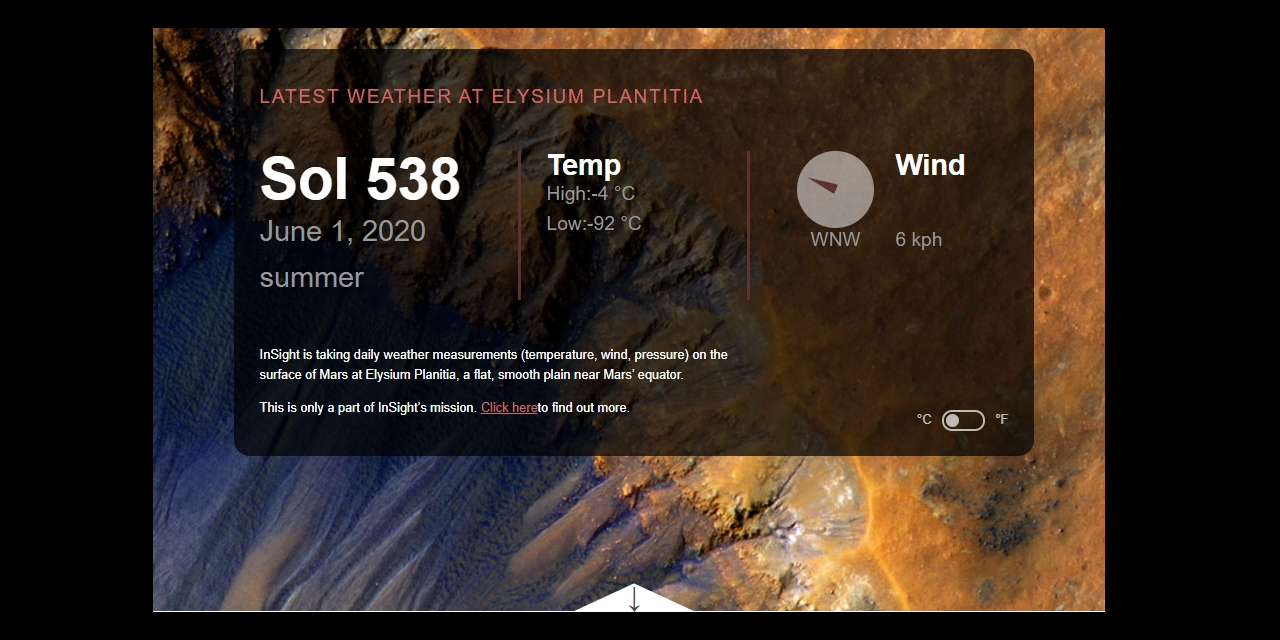 LATEST WEATHER AT ELYSIUM PLANTITIA
Sol 538
June 1, 2020
summer
Temp
High:-4 °C
Low:-92 °C
Wind
WNW
6 kph
InSight is taking daily weather measurements (temperature, wind, pressure) on the
surface of Mars at Elysium Planitia, a flat, smooth plain near Mars’ equator.
This is only a part of InSight’s mission. Click hereto find out more.
°C °F